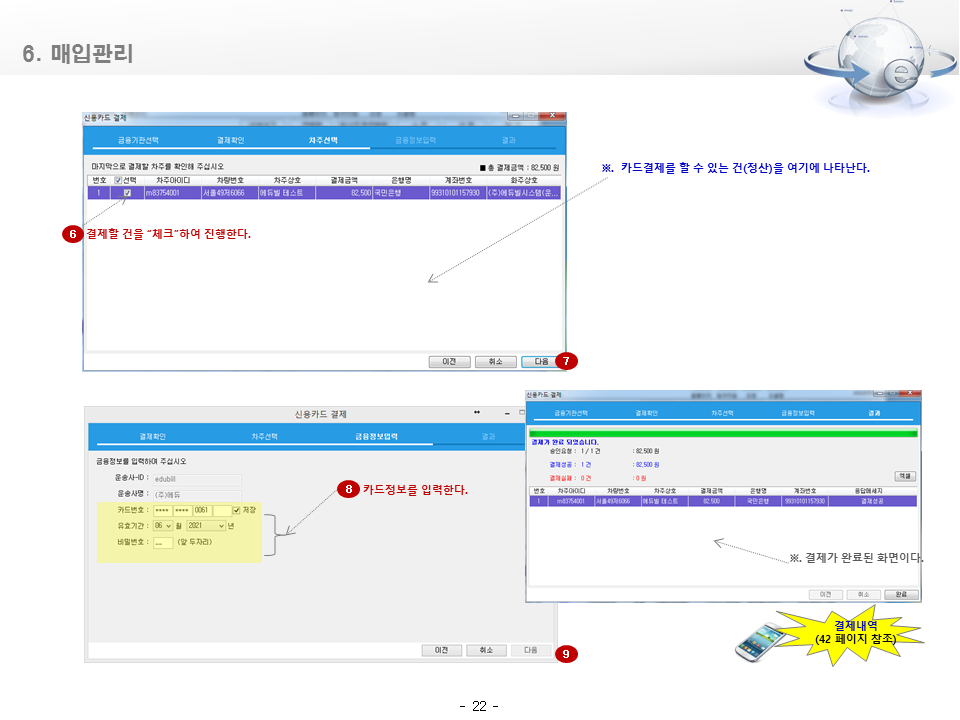 6. 매입관리
신용카드 결제
금융기관선택 결제확인 차주선택 금융정보입력 결과
마지막으로 결제할 차주를 확인해 주십시오
■ 총 결제금액 : 82,500 원
번호 선택 차주아이디 차량번호 차주상호 결제금액 은행명 계좌번호 화주상호
1 m83754001 서울49저6066 에듀빌 테스트 82,500 국민은행 99310101157930 (주)에듀빌시스템(운...
※. 카드결제를 할 수 있는 건(정산)을 여기에 나타난다.
6 결제할 건을 “체크”하여 진행한다.
이전 취소 다음 7
신용카드 결제
결제확인 차주선택 금융정보입력 결과
금융정보를 입력하여 주십시오
운송사-ID : edubill
운송사명 : (주)에듀
카드번호 : **** **** 0061 저장
유효기간 : 06 월 2021 년
비밀번호 : (앞 두자리)
8 카드정보를 입력한다.
이전 취소 다음 9
신용카드 결제
금융기관선택 결제확인 차주선택 금융정보입력 결과
결제가 완료 되었습니다.
승인요청 : 1 / 1 건 : 82,500 원
결제성공 : 1 건 : 82,500 원
결제실패 : 0 건 : 0 원
엑셀
번호 차주아이디 차량번호 차주상호 결제금액 은행명 계좌번호 응답메세지
1 m83754001 서울49저6066 에듀빌 테스트 82,500 국민은행 99310101157930 결제성공
※. 결제가 완료된 화면이다.
이전 취소 완료
결제내역
(42 페이지 참조)
- 22 -